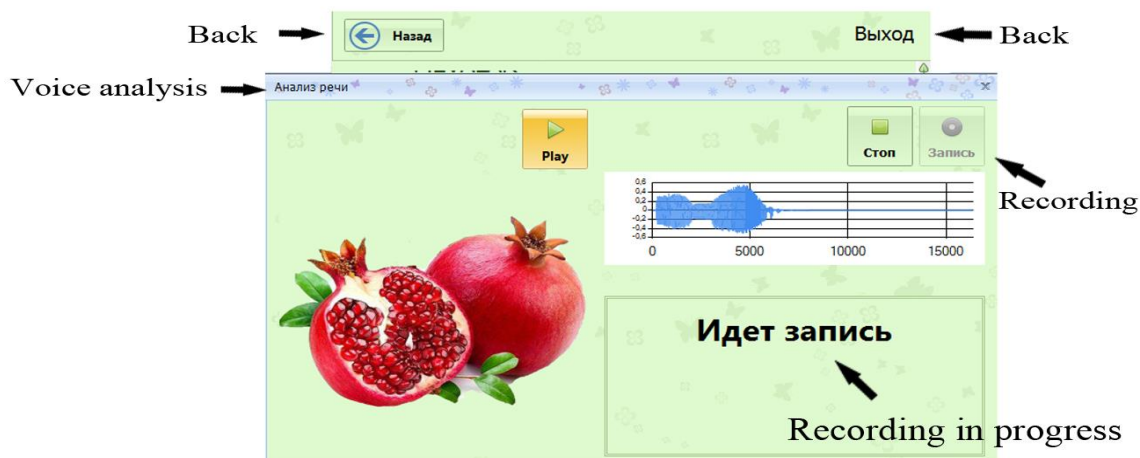 Back
Назад
Выход
Back
Voice analysis
Анализ речи
Play
Стоп
Запись
Recording
0,6
0,4
0,2
0
-0,2
-0,4
-0,6
0 5000 10000 15000
Идет запись
Recording in progress